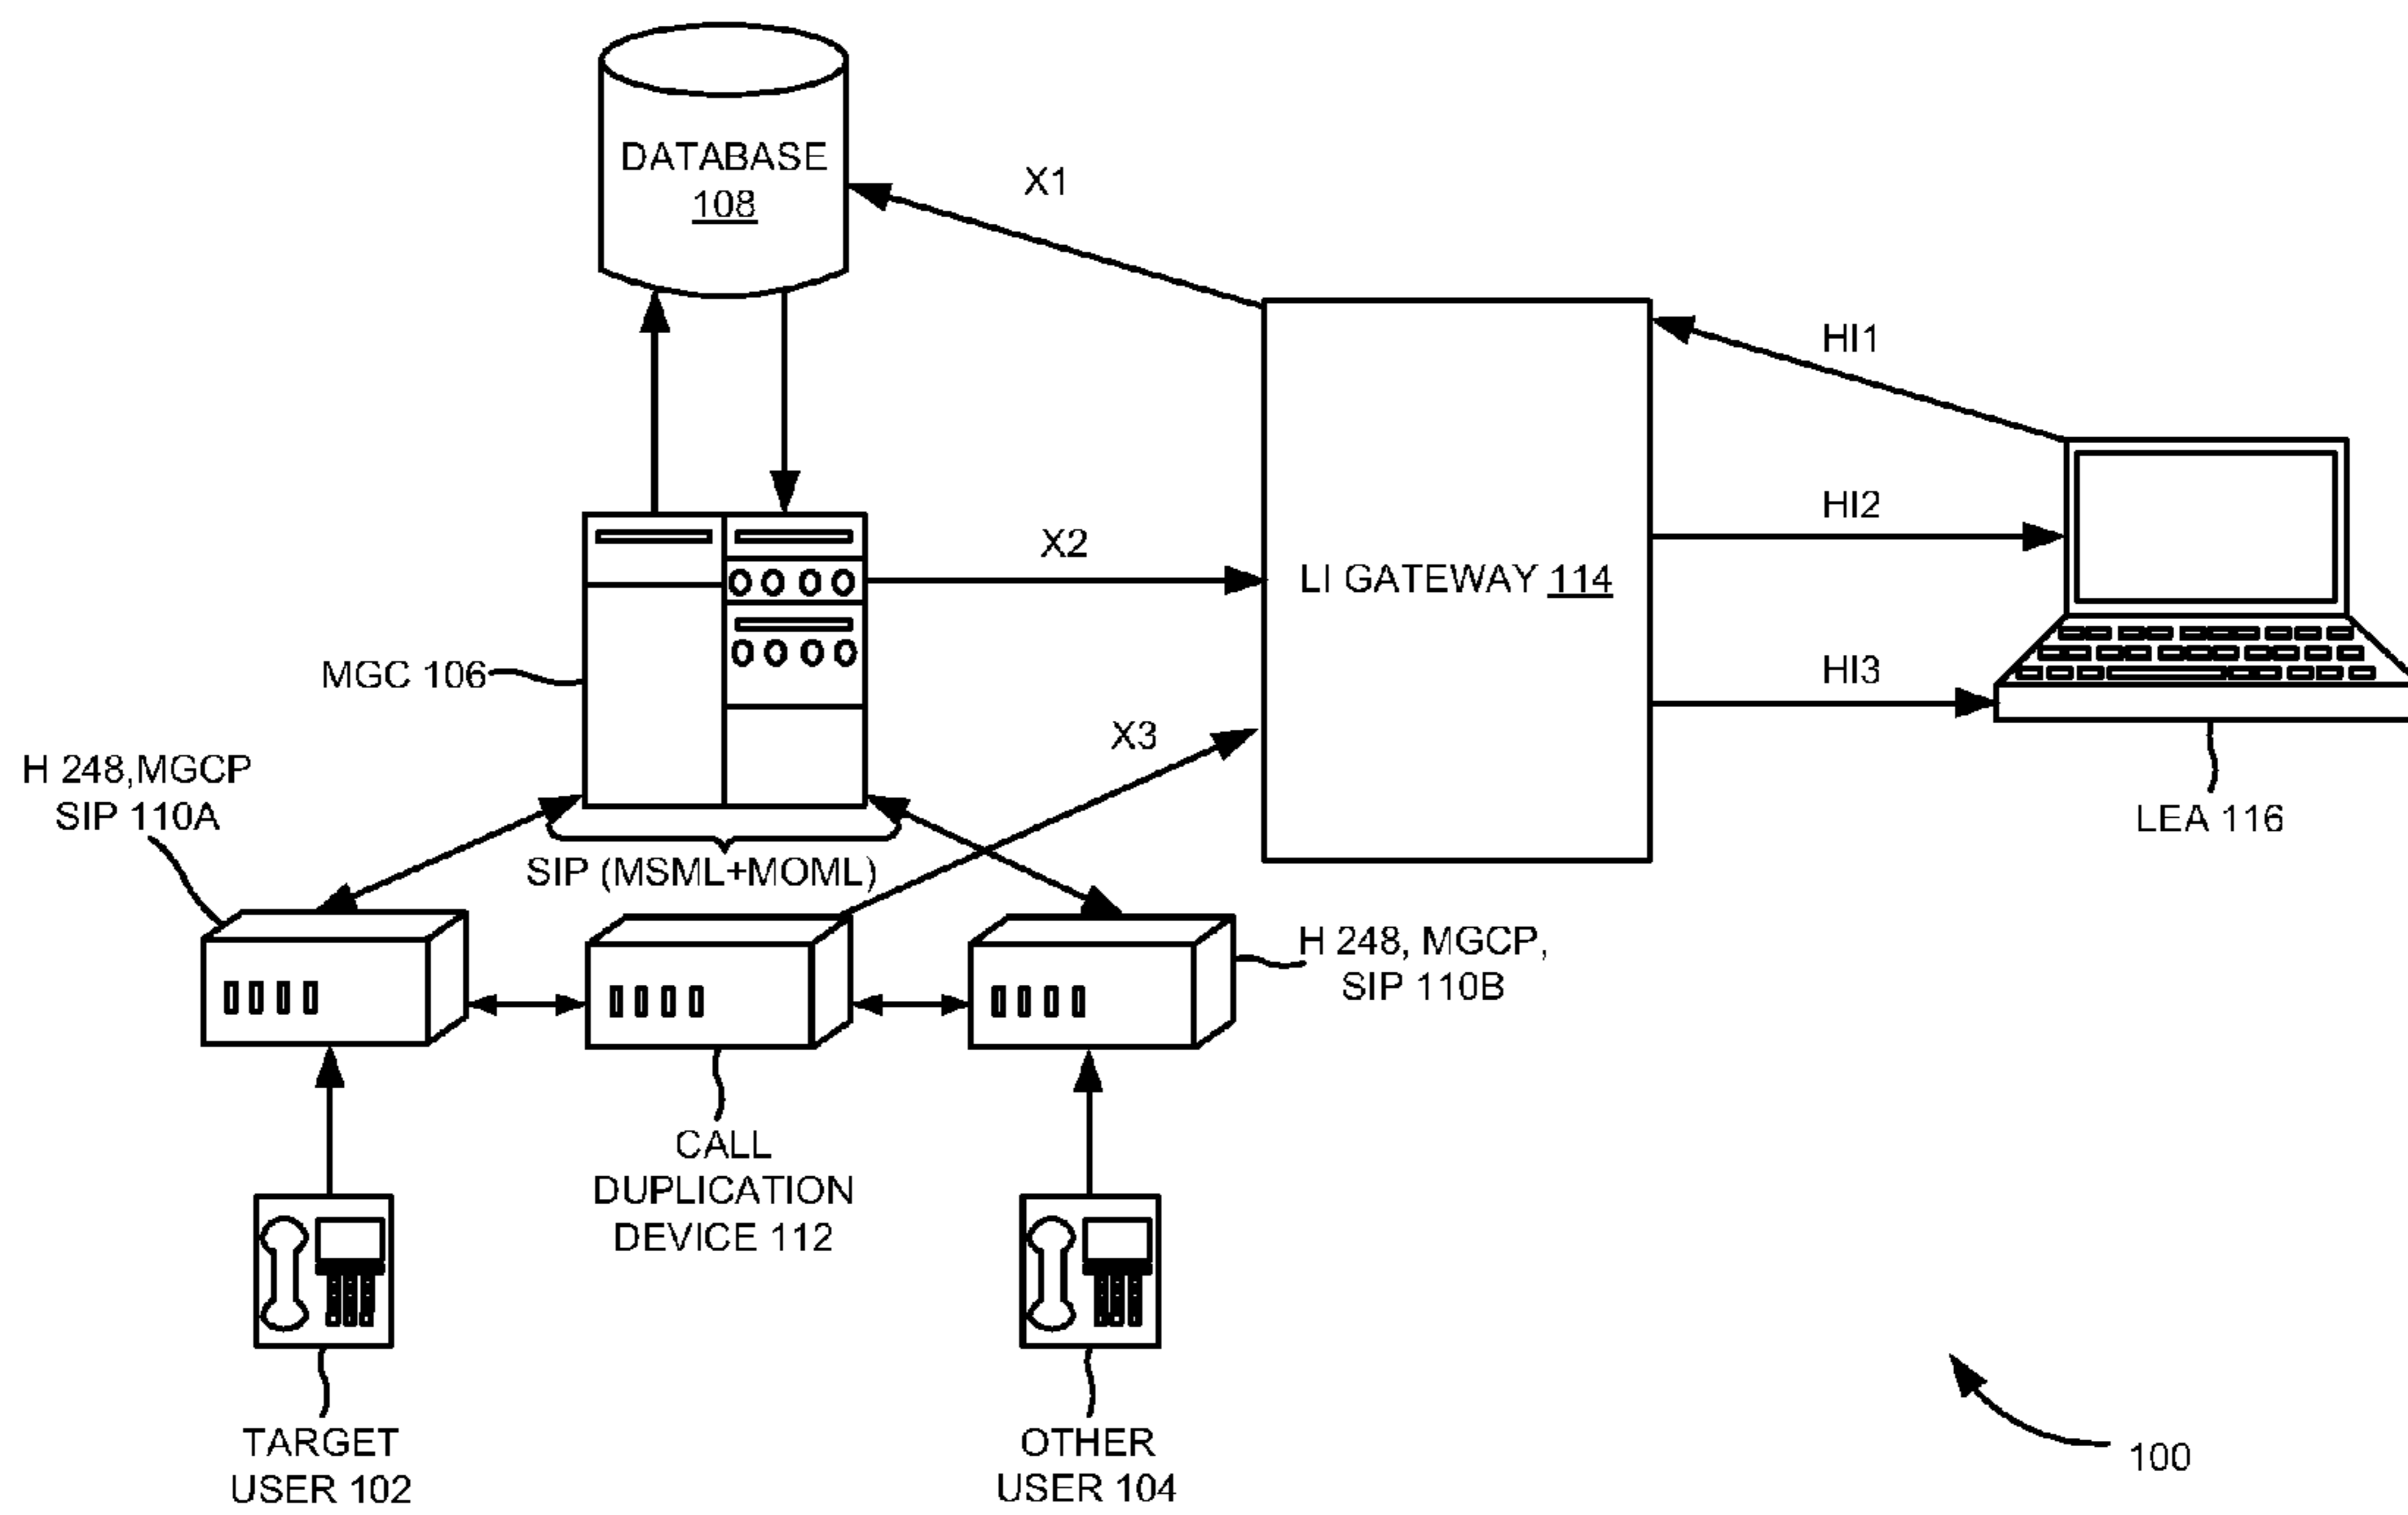 DATABASE
108
X1
HI1
HI2
X2
LI GATEWAY 114
MGC 106
HI3
X3
H 248,MGCP
SIP 110A
LEA 116
SIP (MSML+MOML)
H 248, MGCP,
SIP 110B
CALL
DUPLICATION
DEVICE 112
TARGET
USER 102
OTHER
USER 104
100